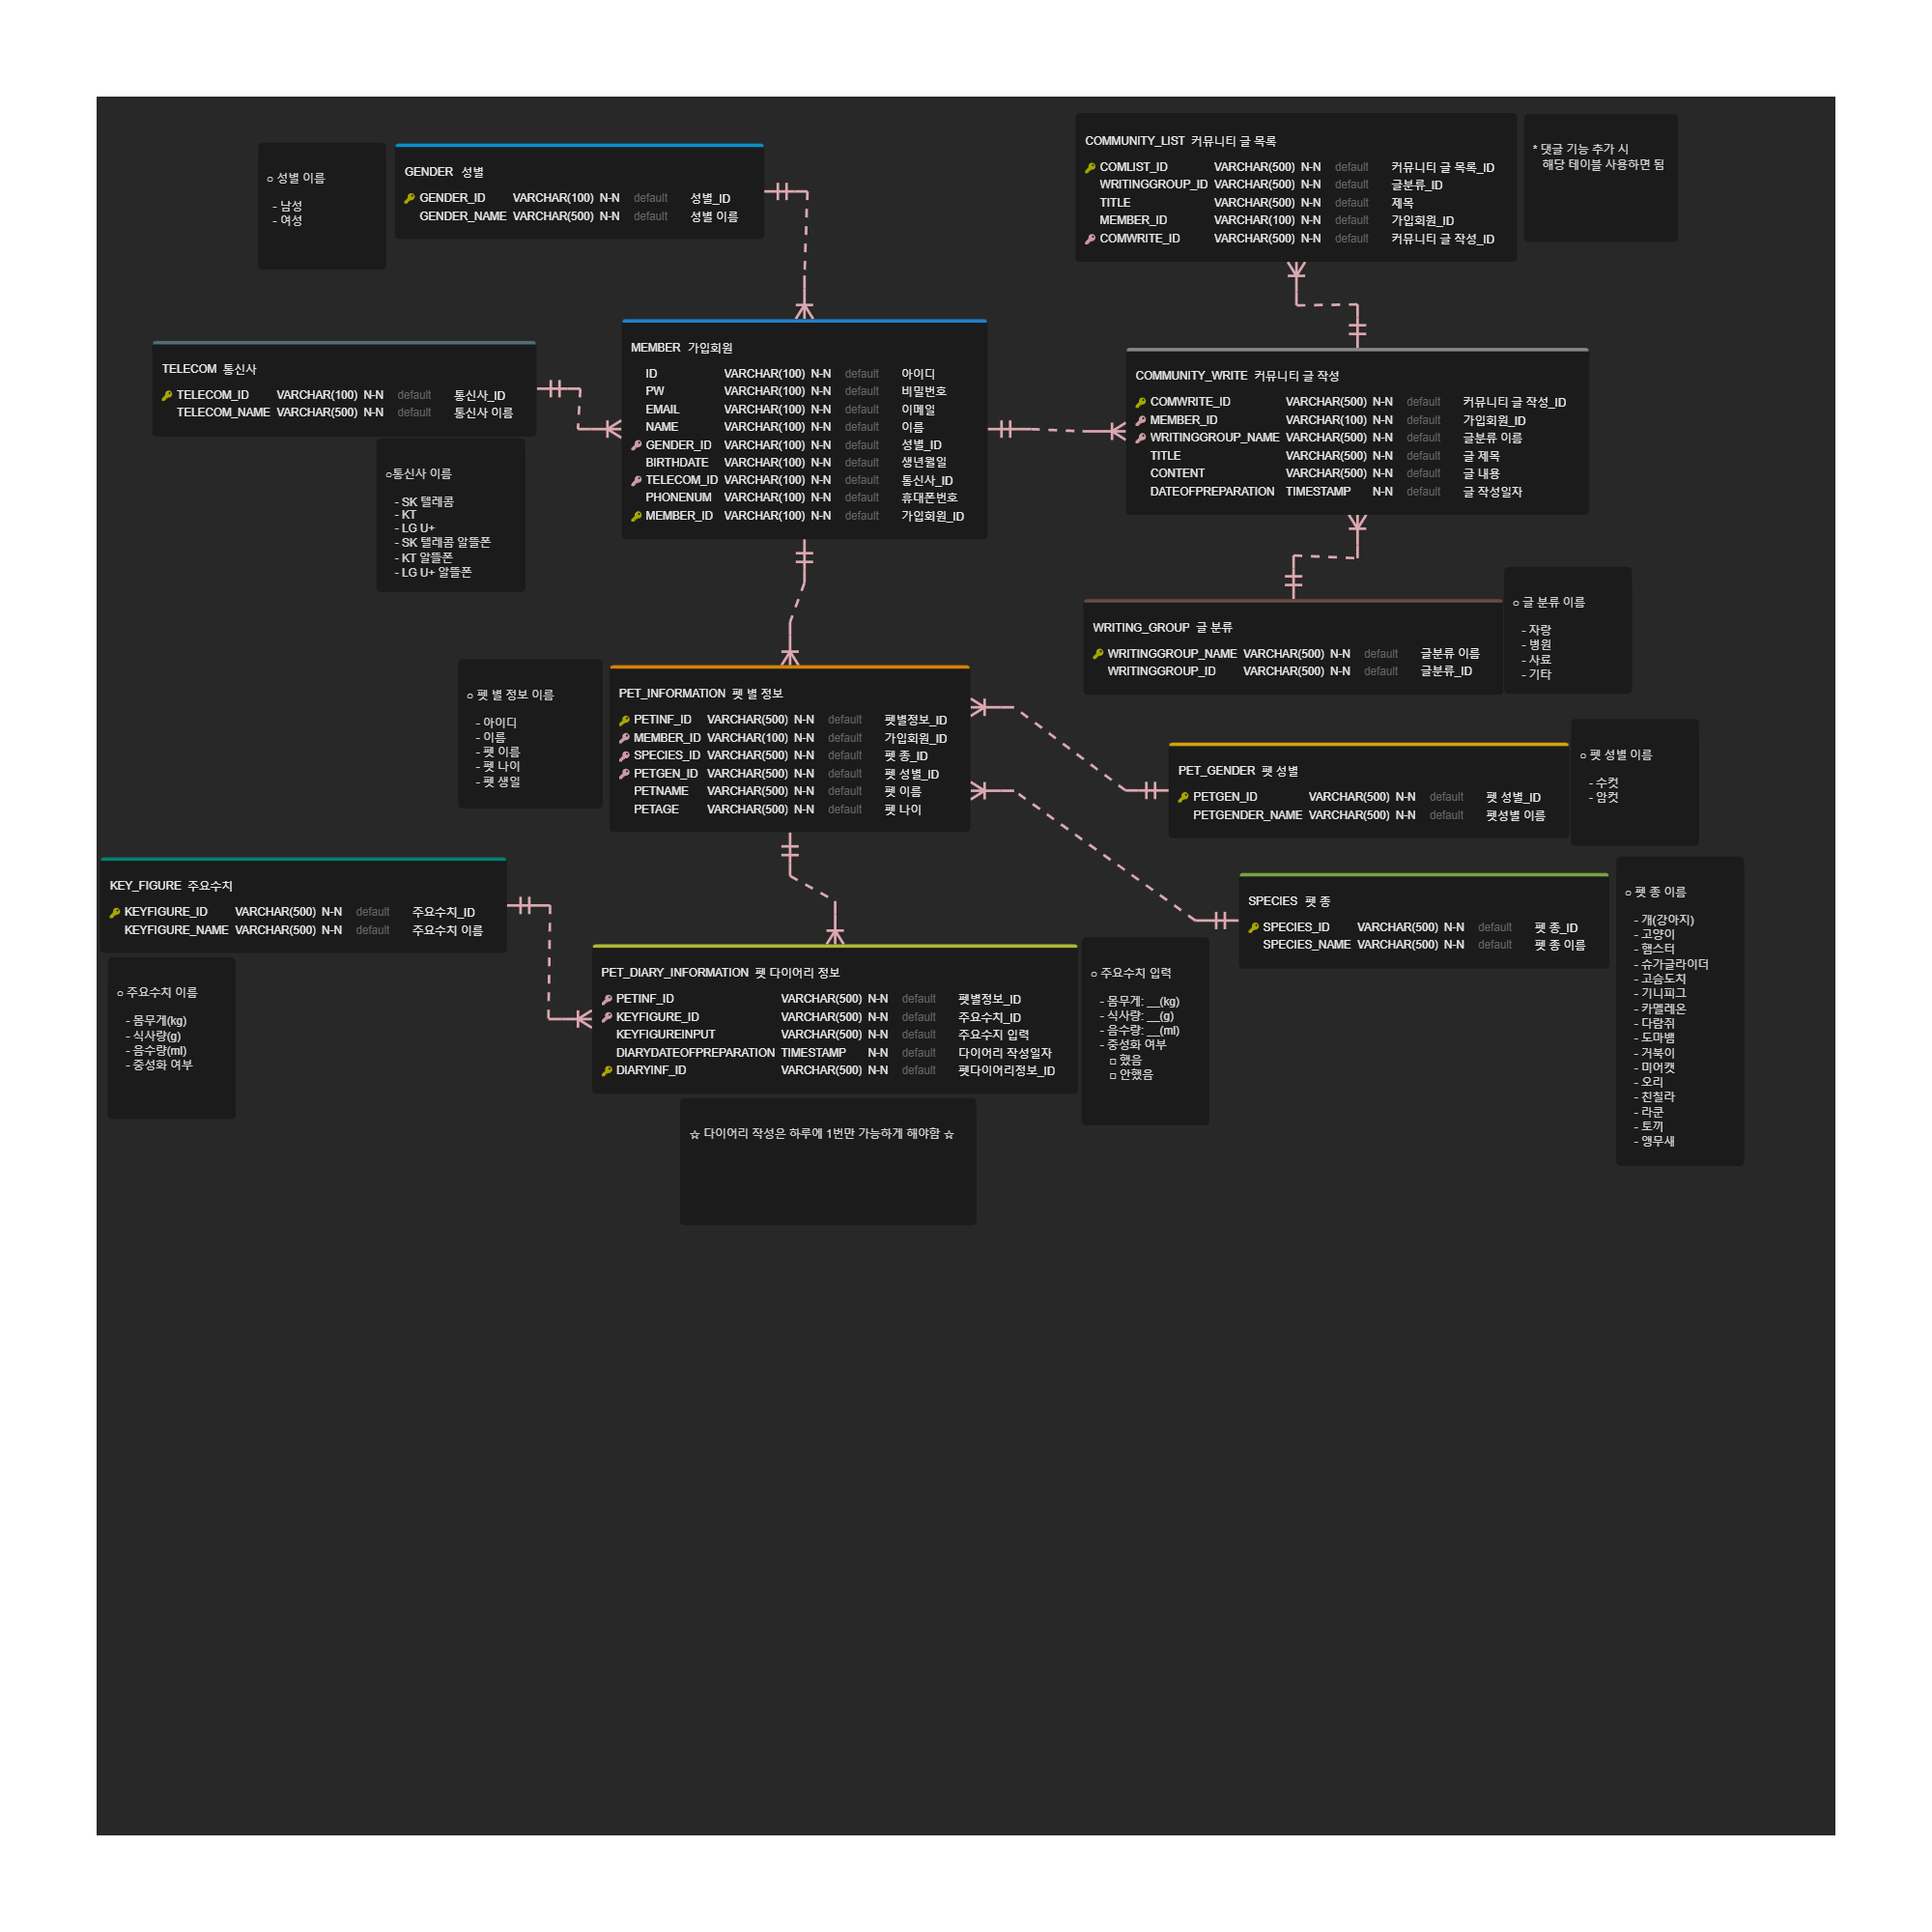 ○ 성별 이름
- 남성
- 여성
GENDER 성별
GENDER_ID VARCHAR(100) N-N default 성별_ID
GENDER_NAME VARCHAR(500) N-N default 성별 이름
COMMUNITY_LIST 커뮤니티 글 목록
COMLIST_ID VARCHAR(500) N-N default 커뮤니티 글 목록_ID
WRITINGGROUP_ID VARCHAR(500) N-N default 글분류_ID
TITLE VARCHAR(500) N-N default 제목
MEMBER_ID VARCHAR(100) N-N default 가입회원_ID
COMWRITE_ID VARCHAR(500) N-N default 커뮤니티 글 작성_ID
* 댓글 기능 추가 시
해당 테이블 사용하면 됨
TELECOM 통신사
TELECOM_ID VARCHAR(100) N-N default 통신사_ID
TELECOM_NAME VARCHAR(500) N-N default 통신사 이름
○통신사 이름
- SK 텔레콤
- KT
- LG U+
- SK 텔레콤 알뜰폰
- KT 알뜰폰
- LG U+ 알뜰폰
MEMBER 가입회원
ID VARCHAR(100) N-N default 아이디
PW VARCHAR(100) N-N default 비밀번호
EMAIL VARCHAR(100) N-N default 이메일
NAME VARCHAR(100) N-N default 이름
GENDER_ID VARCHAR(100) N-N default 성별_ID
BIRTHDATE VARCHAR(100) N-N default 생년월일
TELECOM_ID VARCHAR(100) N-N default 통신사_ID
PHONENUM VARCHAR(100) N-N default 휴대폰번호
MEMBER_ID VARCHAR(100) N-N default 가입회원_ID
COMMUNITY_WRITE 커뮤니티 글 작성
COMWRITE_ID VARCHAR(500) N-N default 커뮤니티 글 작성_ID
MEMBER_ID VARCHAR(100) N-N default 가입회원_ID
WRITINGGROUP_NAME VARCHAR(500) N-N default 글분류 이름
TITLE VARCHAR(500) N-N default 글 제목
CONTENT VARCHAR(500) N-N default 글 내용
DATEOFPREPARATION TIMESTAMP N-N default 글 작성일자
WRITING_GROUP 글 분류
WRITINGGROUP_NAME VARCHAR(500) N-N default 글분류 이름
WRITINGGROUP_ID VARCHAR(500) N-N default 글분류_ID
○ 글 분류 이름
- 자랑
- 병원
- 사료
- 기타
○ 펫 별 정보 이름
- 아이디
- 이름
- 펫 이름
- 펫 나이
- 펫 생일
PET_INFORMATION 펫 별 정보
PETINF_ID VARCHAR(500) N-N default 펫별정보_ID
MEMBER_ID VARCHAR(100) N-N default 가입회원_ID
SPECIES_ID VARCHAR(500) N-N default 펫 종_ID
PETGEN_ID VARCHAR(500) N-N default 펫 성별_ID
PETNAME VARCHAR(500) N-N default 펫 이름
PETAGE VARCHAR(500) N-N default 펫 나이
PET_GENDER 펫 성별
PETGEN_ID VARCHAR(500) N-N default 펫 성별_ID
PETGENDER_NAME VARCHAR(500) N-N default 펫성별 이름
○ 펫 성별 이름
- 수컷
- 암컷
KEY_FIGURE 주요수치
KEYFIGURE_ID VARCHAR(500) N-N default 주요수치_ID
KEYFIGURE_NAME VARCHAR(500) N-N default 주요수치 이름
○ 주요수치 이름
- 몸무게(kg)
- 식사량(g)
- 음수량(ml)
- 중성화 여부
SPECIES 펫 종
SPECIES_ID VARCHAR(500) N-N default 펫 종_ID
SPECIES_NAME VARCHAR(500) N-N default 펫 종 이름
○ 펫 종 이름
- 개(강아지)
- 고양이
- 햄스터
- 슈가글라이더
- 고슴도치
- 기니피그
- 카멜레온
- 다람쥐
- 도마뱀
- 거북이
- 미어캣
- 오리
- 친칠라
- 라쿤
- 토끼
- 앵무새
PET_DIARY_INFORMATION 펫 다이어리 정보
PETINF_ID VARCHAR(500) N-N default 펫별정보_ID
KEYFIGURE_ID VARCHAR(500) N-N default 주요수치_ID
KEYFIGUREINPUT VARCHAR(500) N-N default 주요수지 입력
DIARYDATEOFPREPARATION TIMESTAMP N-N default 다이어리 작성일자
DIARYINF_ID VARCHAR(500) N-N default 펫다이어리정보_ID
○ 주요수치 입력
- 몸무게: __(kg)
- 식사량: __(g)
- 음수량: __(ml)
- 중성화 여부
□ 했음
□ 안했음
☆ 다이어리 작성은 하루에 1번만 가능하게 해야함 ☆